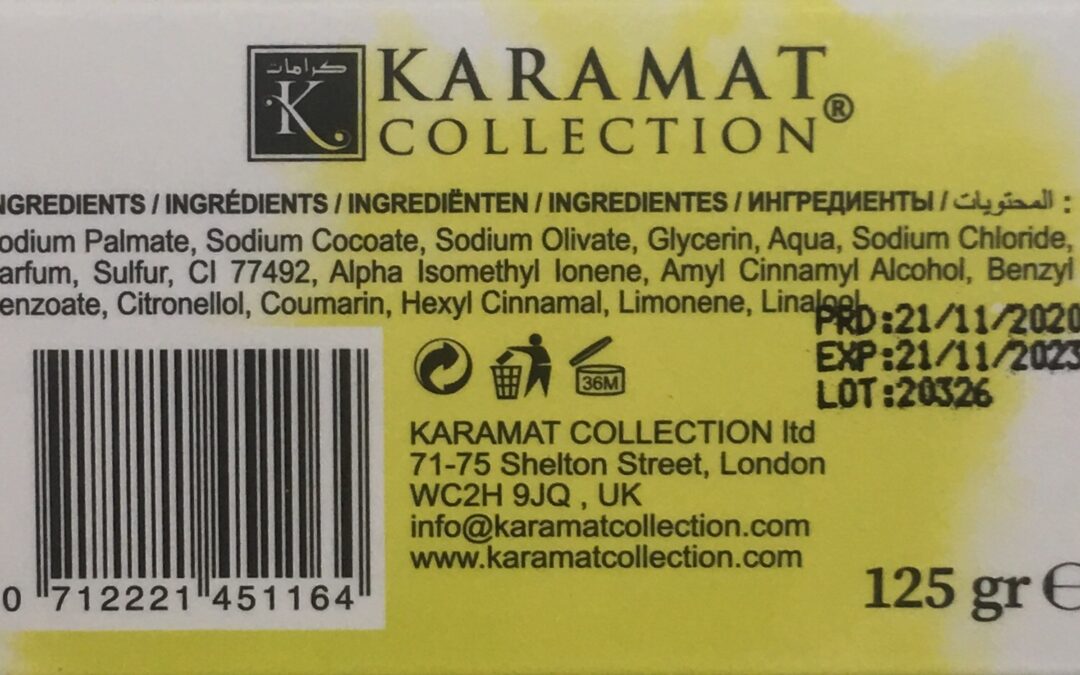 كرامات
K
KARAMAT
COLLECTION®
NGREDIENTS / INGRÉDIENTS / INGREDIËNTEN / INGREDIENTES / ИНГРЕДИЕНТЫ / المحتويات :
odium Palmate, Sodium Cocoate, Sodium Olivate, Glycerin, Aqua, Sodium Chloride,
arfum, Sulfur, CI 77492, Alpha Isomethyl Ionene, Amyl Cinnamyl Alcohol, Benzyl
enzoate, Citronellol, Coumarin, Hexyl Cinnamal, Limonene, Linalool
PRD:21/11/2020
EXP:21/11/2023
LOT:20326
36M
KARAMAT COLLECTION ltd
71-75 Shelton Street, London
WC2H 9JQ , UK
info@karamatcollection.com
www.karamatcollection.com
0 712221 451164
125 gr ℮